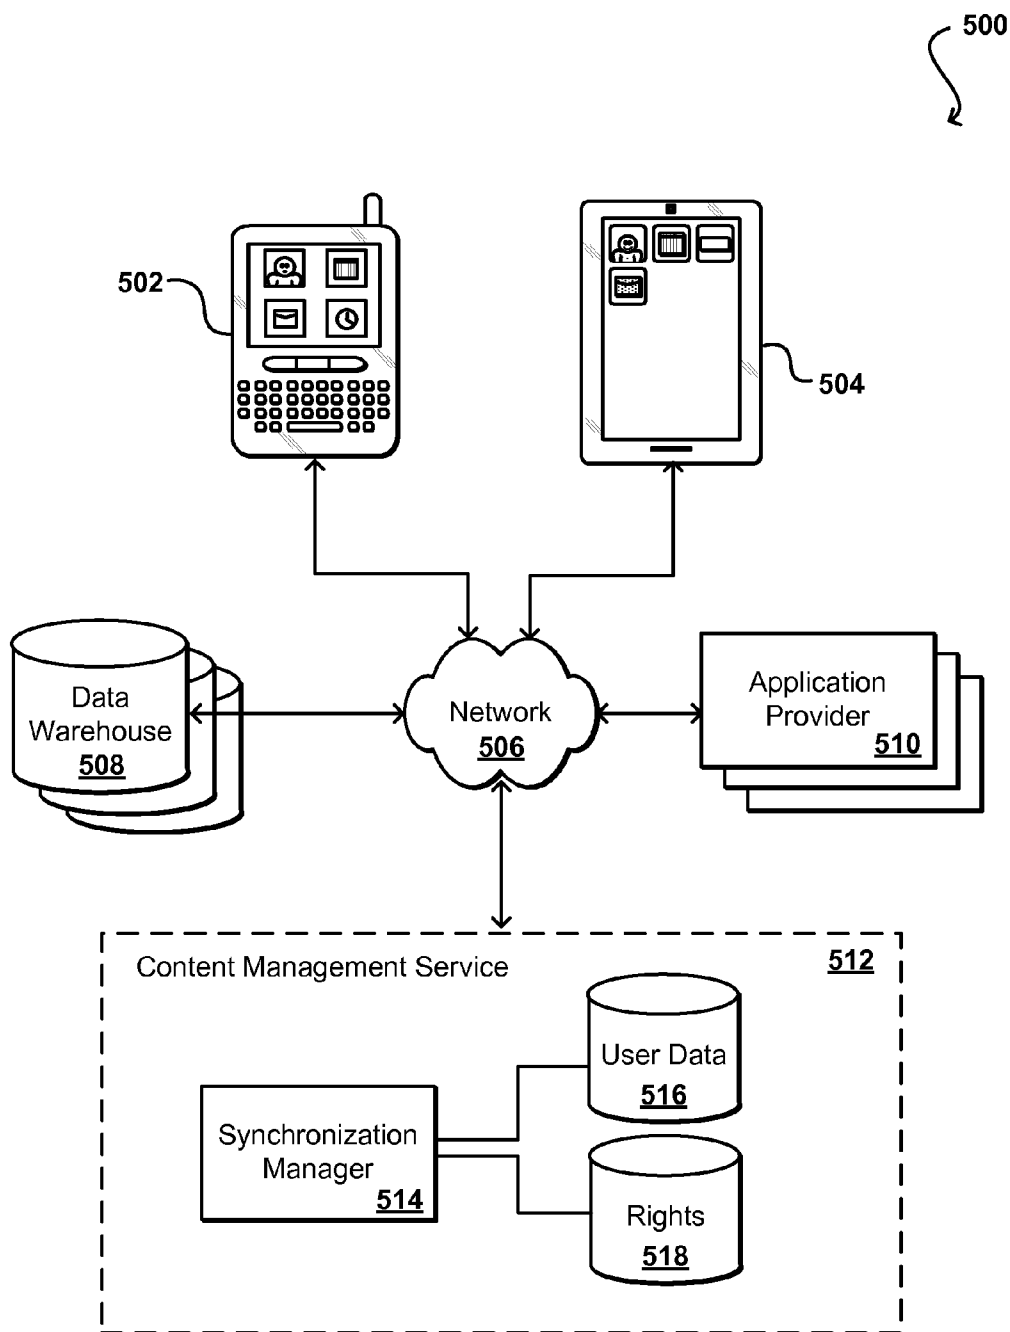 500
502
504
Data
Warehouse
508
Network
506
Application
Provider
510
Content Management Service
512
User Data
516
Synchronization
Manager
514
Rights
518